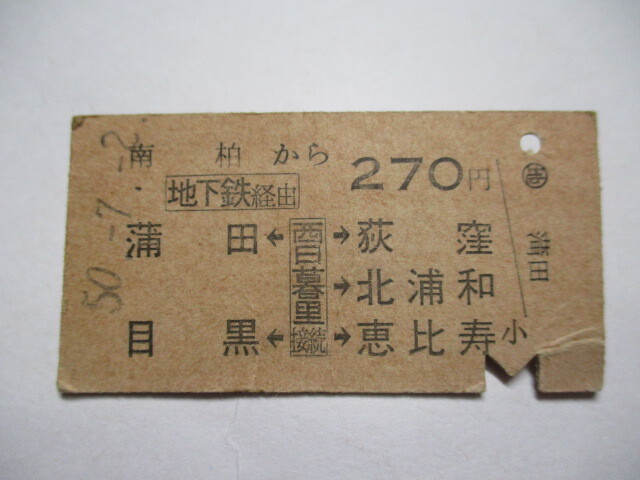 50-7.-2
南柏から 270円
地下鉄経由
蒲田←西日暮里→荻窪
→北浦和
目黒←接続→恵比寿
小
蒲田